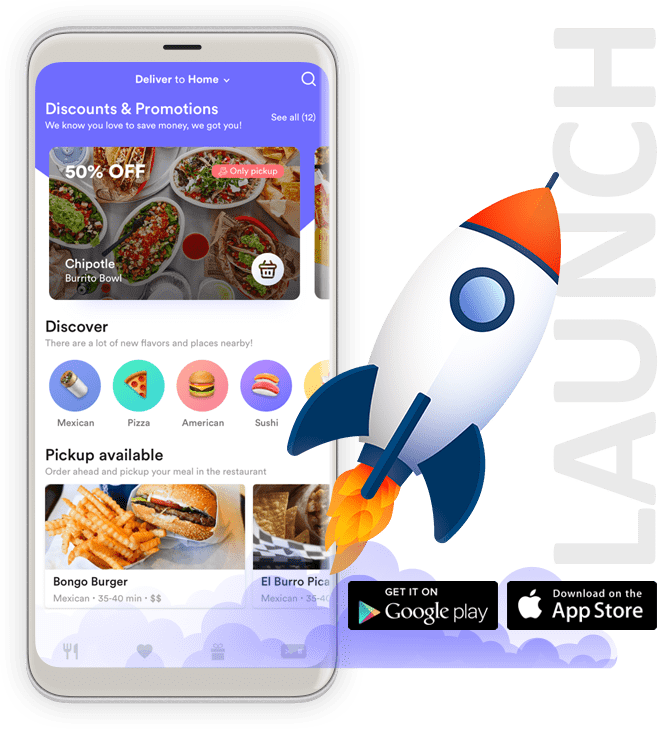 Deliver to Home
Discounts & Promotions
We know you love to save money, we got you!
See all (12)
50% OFF
Only pickup
Chipotle
Burrito Bowl
Discover
There are a lot of new flavors and places nearby!
Mexican
Pizza
American
Sushi
Pickup available
Order ahead and pickup your meal in the restaurant
Bongo Burger
Mexican • 35-40 min • $$
El Burro Pica
Mexican • 35-40
LAUNCH
GET IT ON
Google play
Download on the
App Store